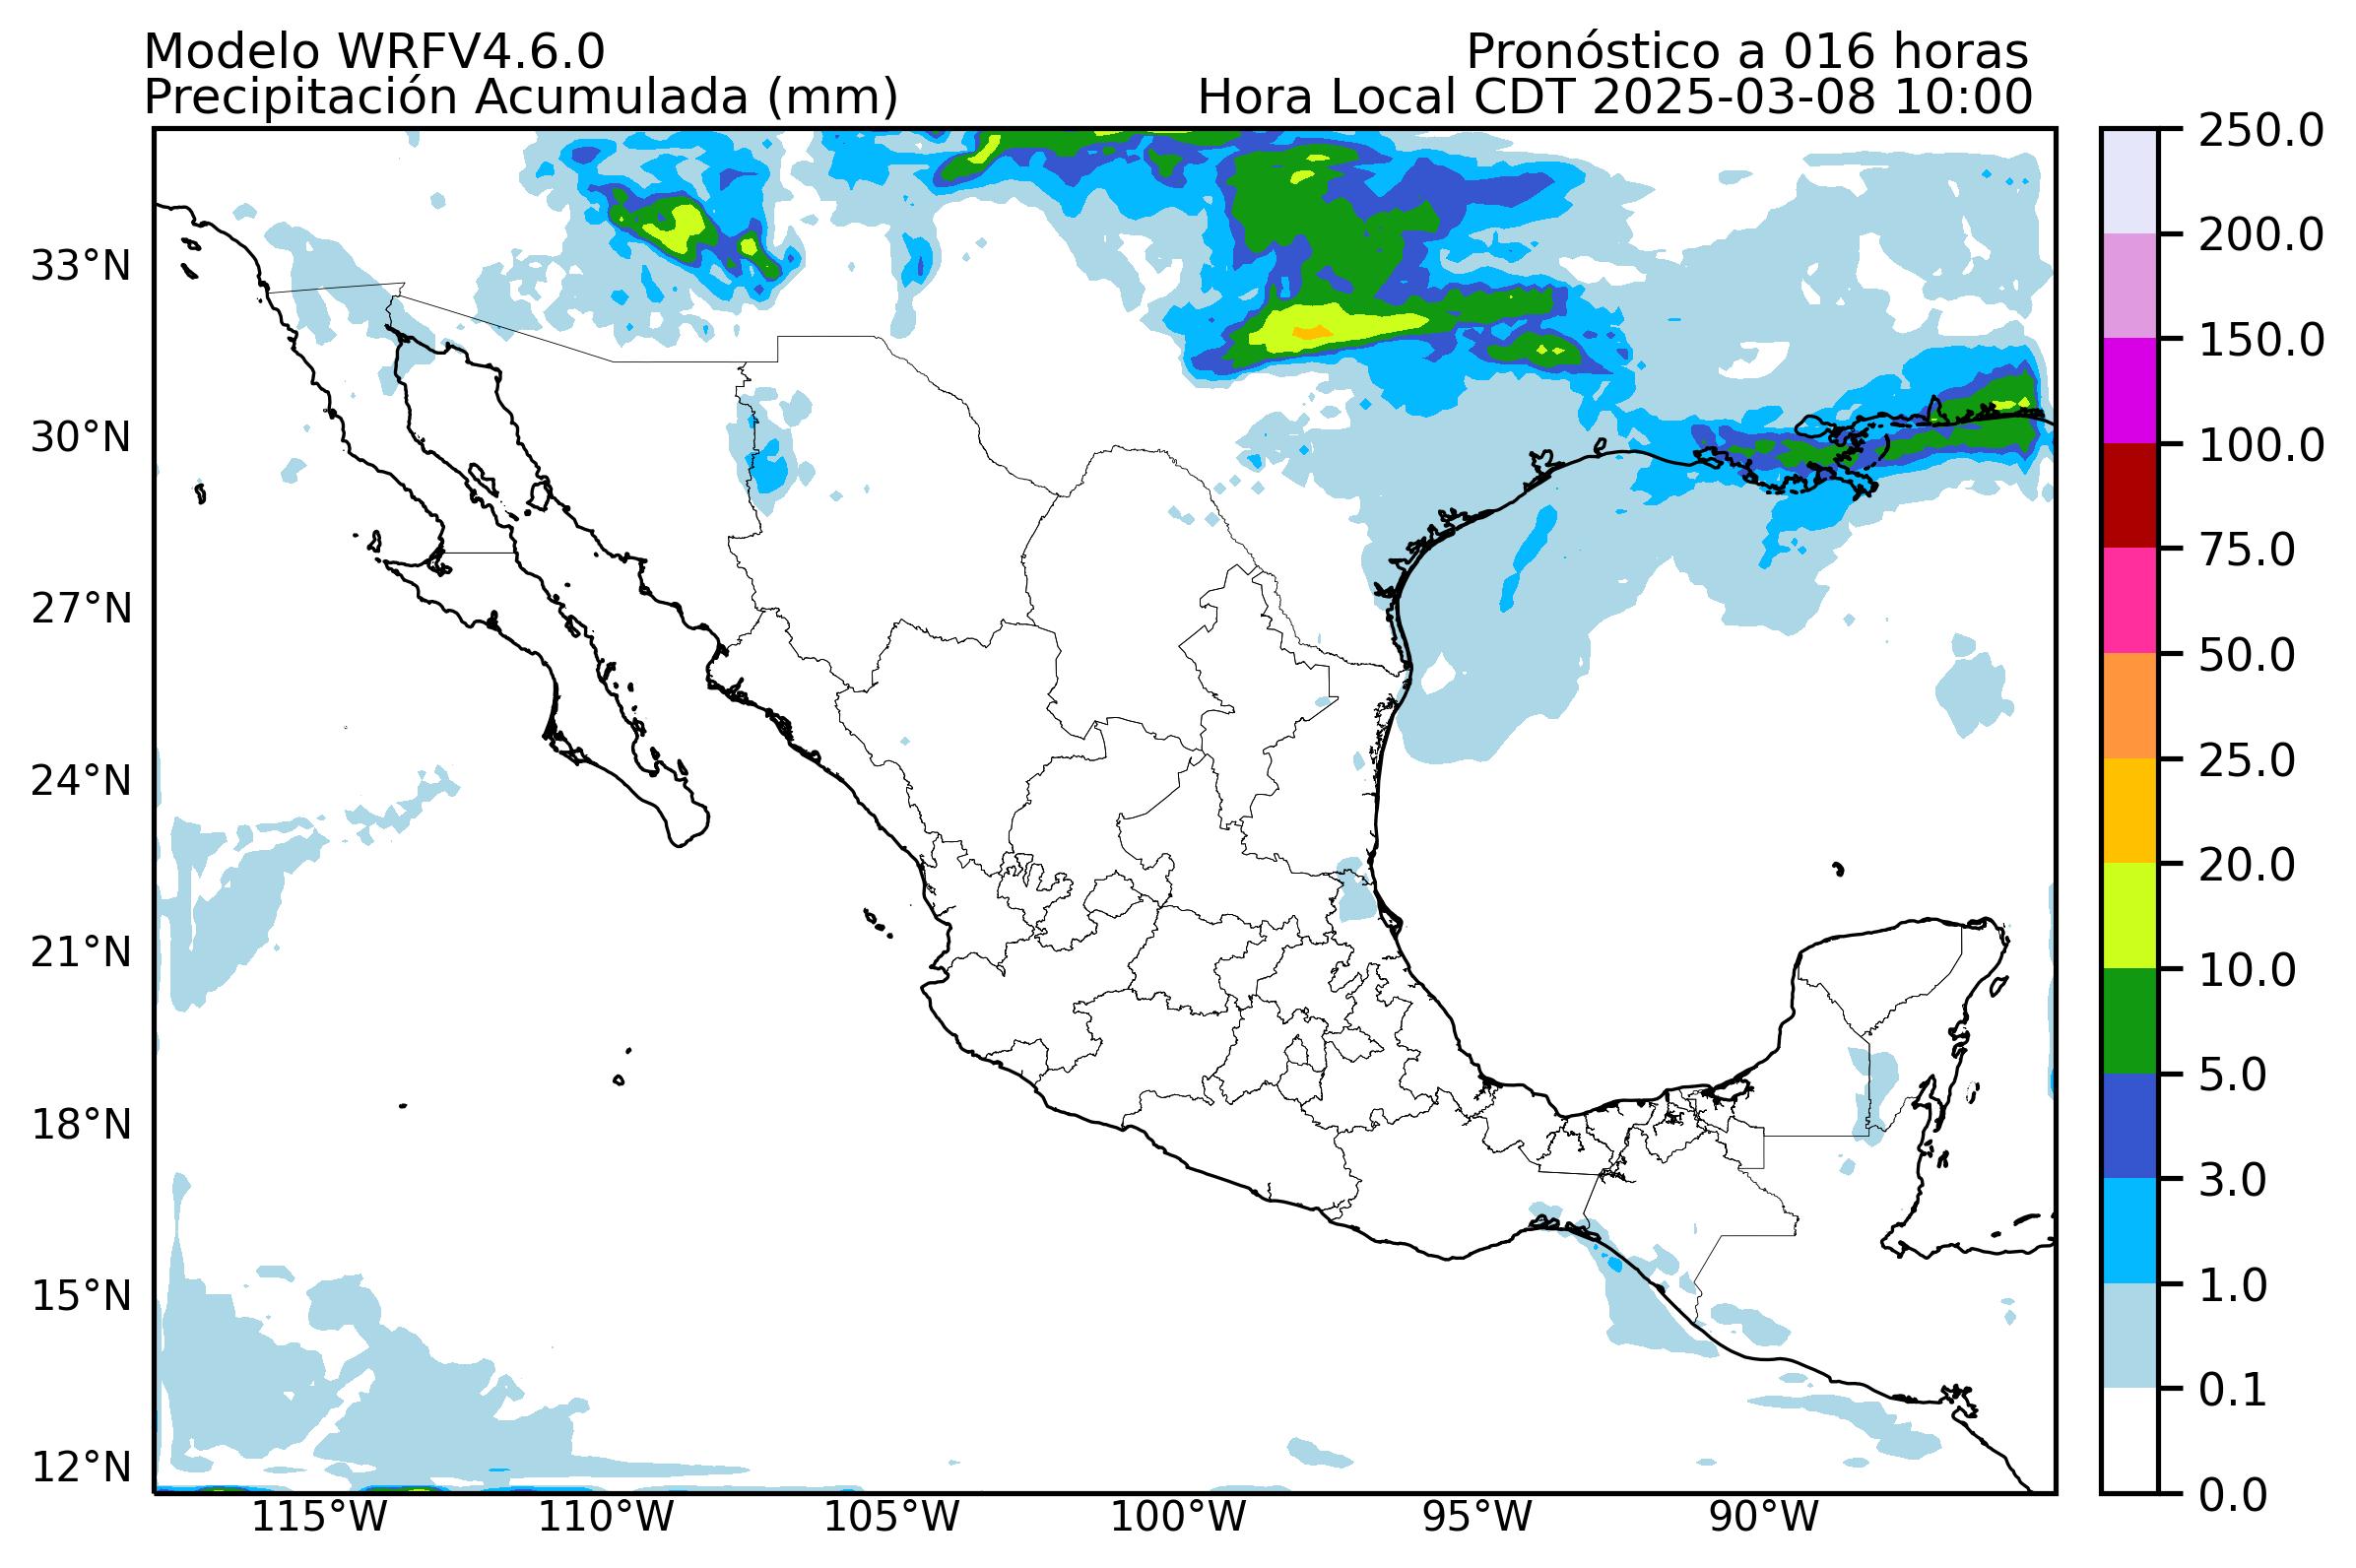 Modelo WRFV4.6.0
Pronóstico a 016 horas
Precipitación Acumulada (mm)
Hora Local CDT 2025-03-08 10:00
33°N
30°N
27°N
24°N
21°N
18°N
15°N
12°N
115°W
110°W
105°W
100°W
95°W
90°W
250.0
200.0
150.0
100.0
75.0
50.0
25.0
20.0
10.0
5.0
3.0
1.0
0.1
0.0